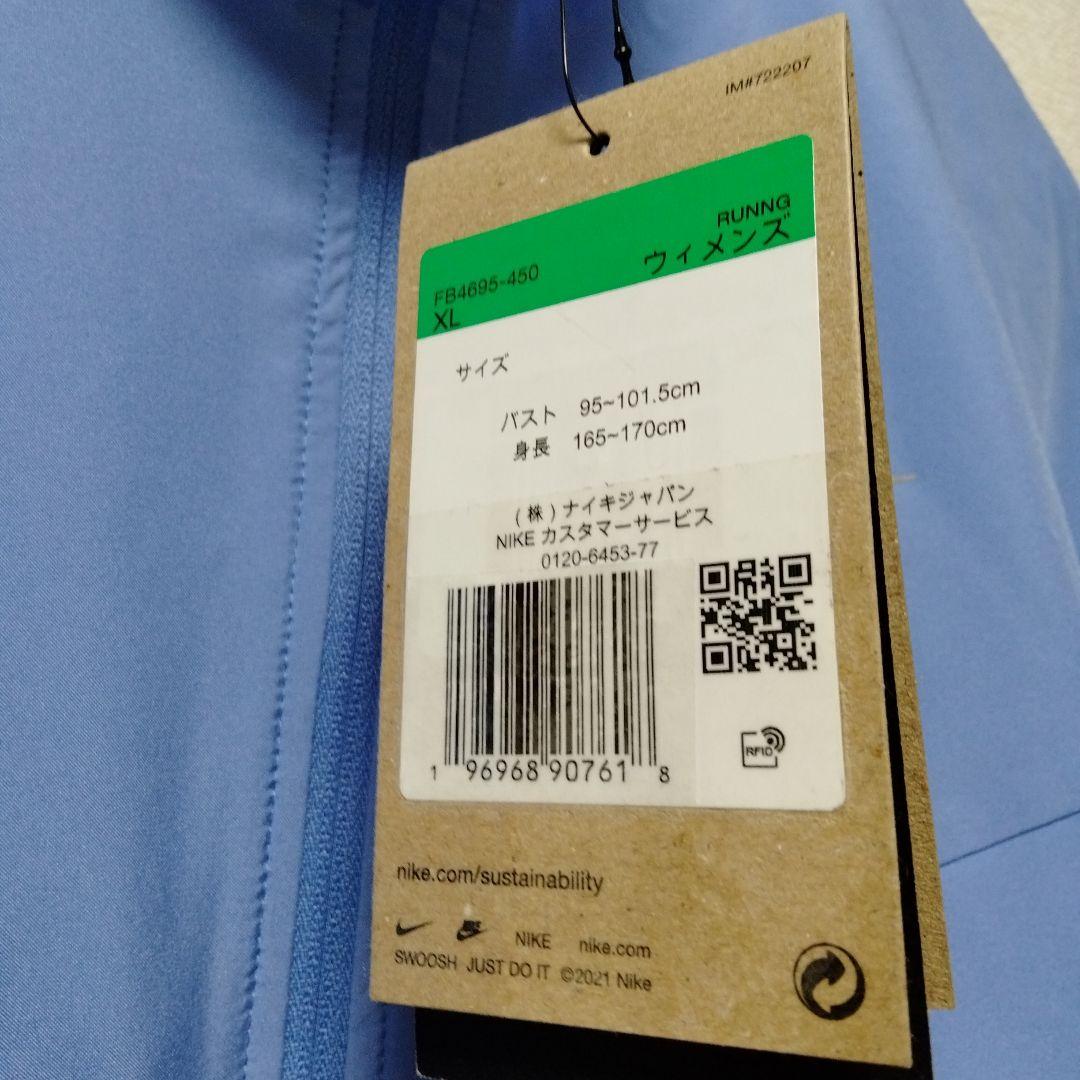 IM#722207
RUNNG
ウィメンズ
FB4695-450
XL
サイズ
バスト 95~101.5cm
身長 165~170cm
(株)ナイキジャパン
NIKE カスタマーサービス
0120-6453-77
RFID
1 96968 90761 8
nike.com/sustainability
NIKE nike.com
SWOOSH JUST DO IT ©2021 Nike